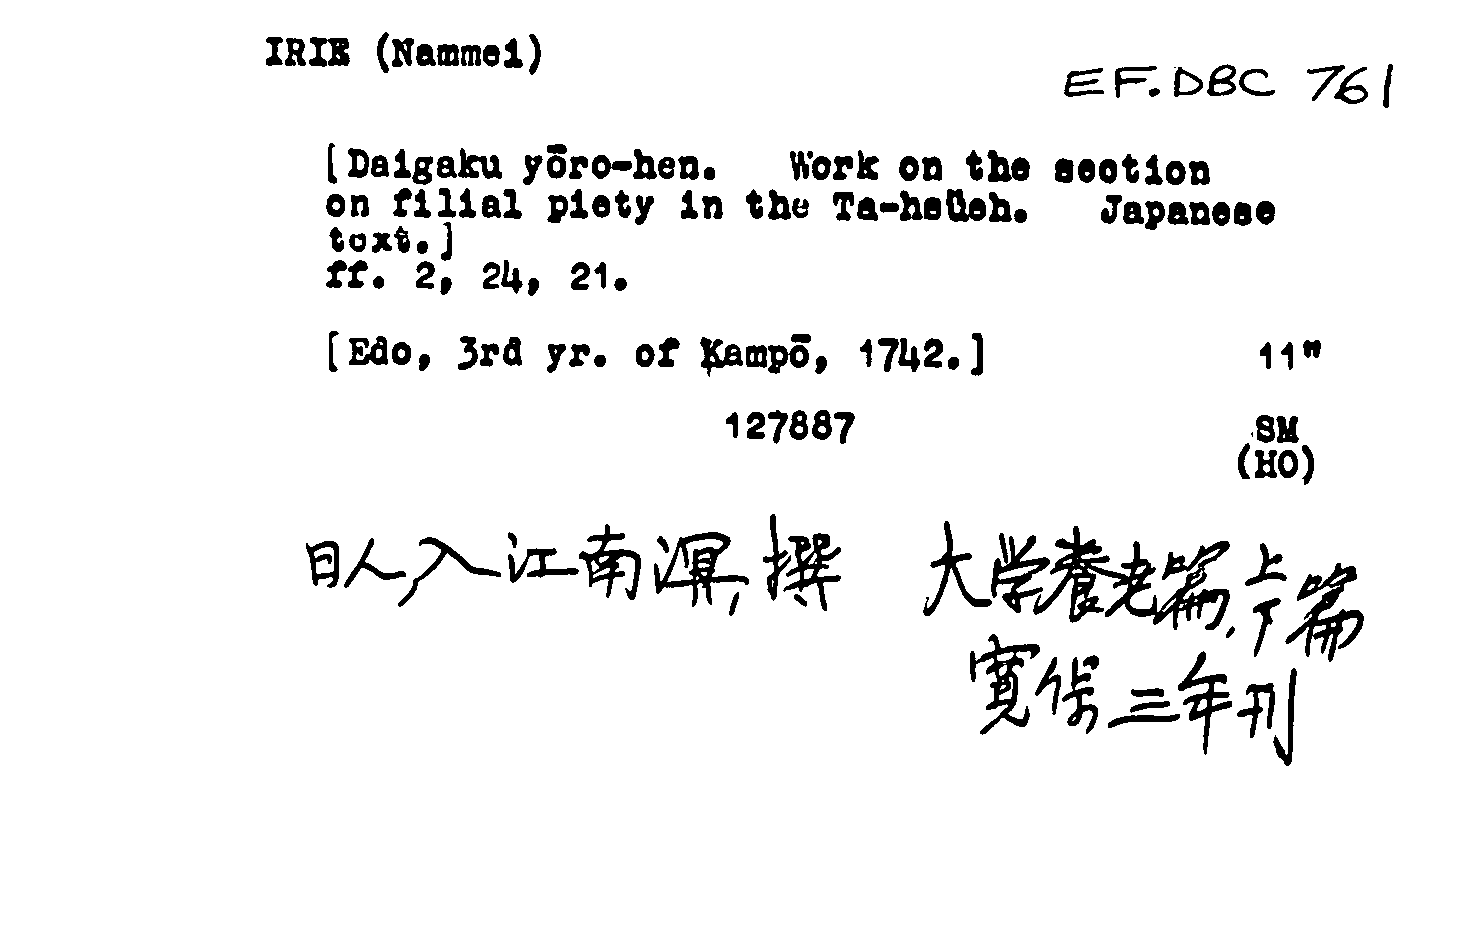 IRIE (Nammei)
EF.DBC 761
[Daigaku yōro-hen. Work on the section
on filial piety in the Ta-hsüeh. Japanese
text.]
ff. 2, 24, 21.
[Edo, 3rd yr. of Kampō, 1742.] 11"
127887 SM
(HO)
日人,入江南溟,撰 大学養老篇,上下篇
寛保三年刊